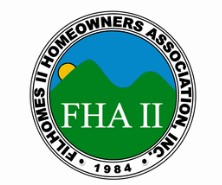 FILHOMES II HOMEOWNERS ASSOCIATION, INC.
FHA II
• 1984 •